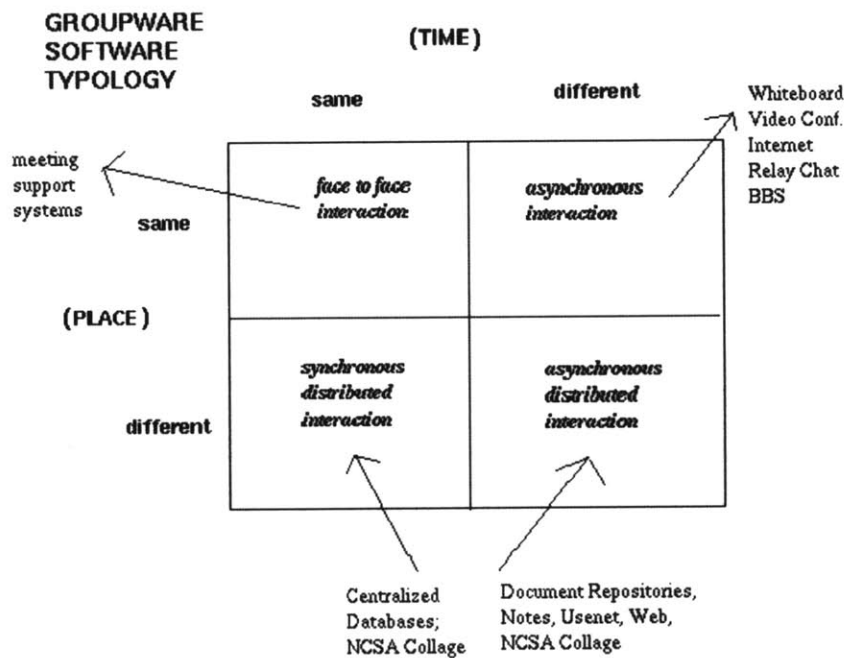 GROUPWARE
SOFTWARE
TYPOLOGY
(TIME)
same
different
Whiteboard
Video Conf.
Internet
Relay Chat
BBS
meeting
support
systems
same
face to face
interaction
asynchronous
interaction
(PLACE)
different
synchronous
distributed
interaction
asynchronous
distributed
interaction
Centralized
Databases;
NCSA Collage
Document Repositories,
Notes, Usenet, Web,
NCSA Collage